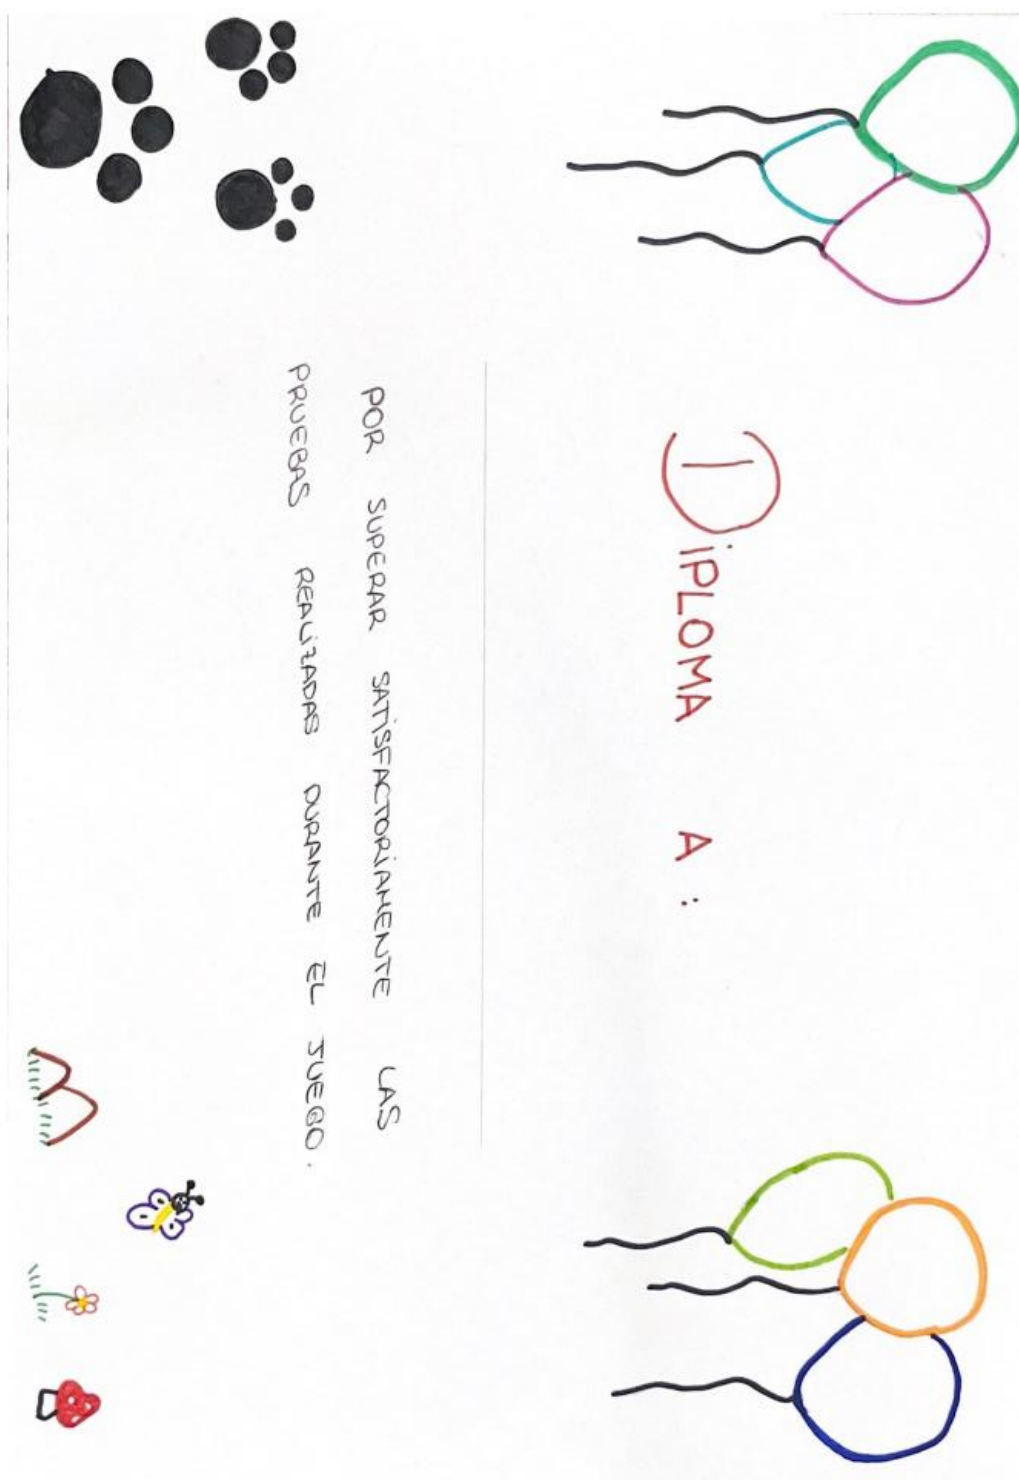 DiPLOMA A:
POR SUPERAR SATISFACTORIAMENTE LAS
PRUEBAS REALIZADAS DURANTE EL JUEGO.